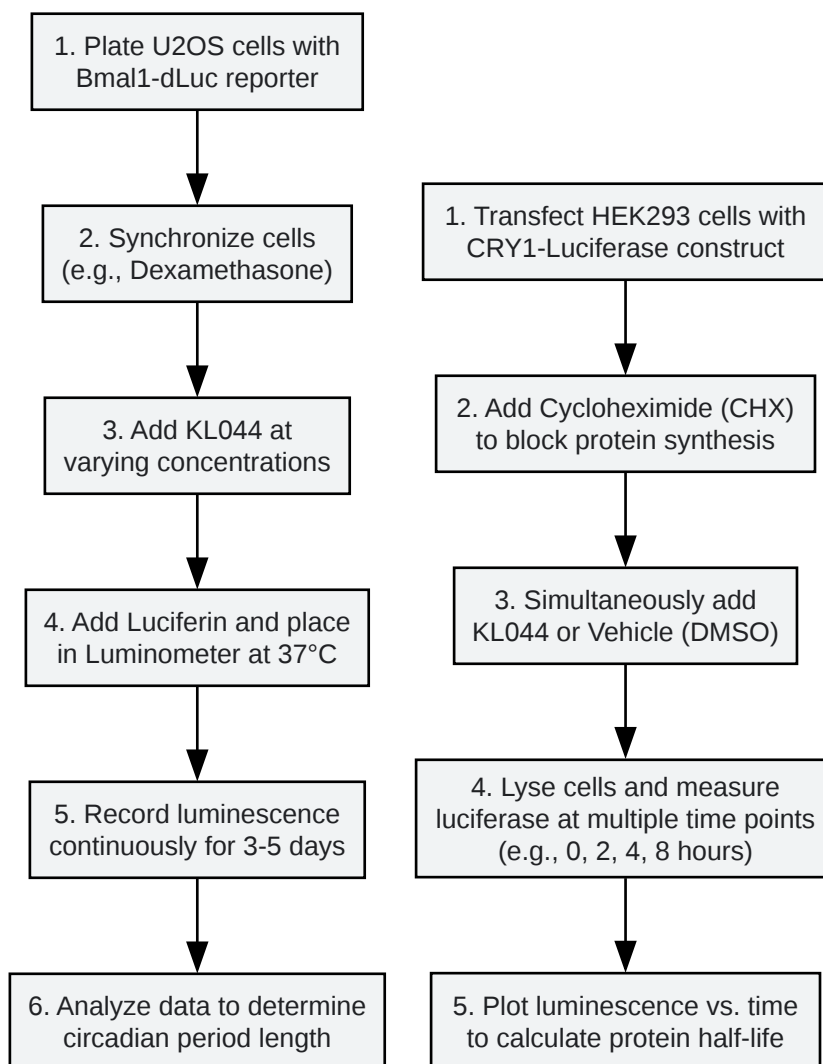 1. Plate U2OS cells with
Bmal1-dLuc reporter
2. Synchronize cells
(e.g., Dexamethasone)
3. Add KL044 at
varying concentrations
4. Add Luciferin and place
in Luminometer at 37°C
5. Record luminescence
continuously for 3-5 days
6. Analyze data to determine
circadian period length
1. Transfect HEK293 cells with
CRY1-Luciferase construct
2. Add Cycloheximide (CHX)
to block protein synthesis
3. Simultaneously add
KL044 or Vehicle (DMSO)
4. Lyse cells and measure
luciferase at multiple time points
(e.g., 0, 2, 4, 8 hours)
5. Plot luminescence vs. time
to calculate protein half-life